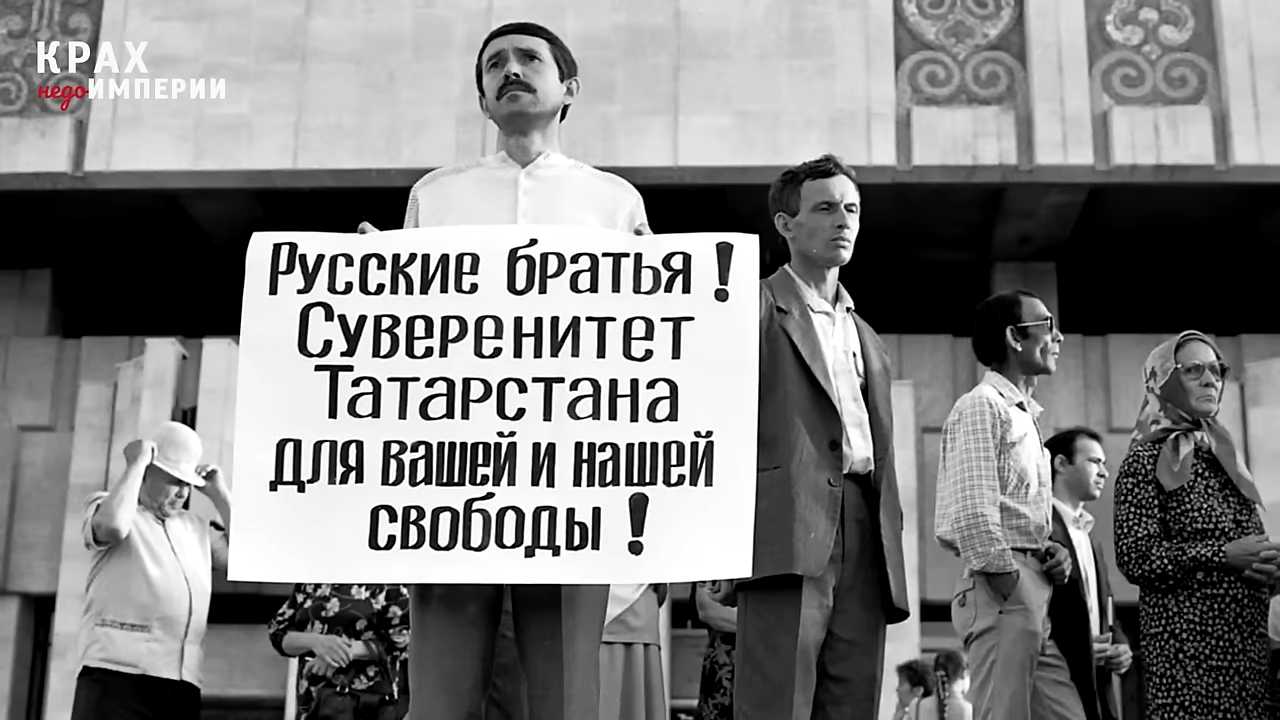 КРАХ
недоИМПЕРИИ
Русские братья!
Суверенитет
Татарстана
для вашей и нашей
свободы!